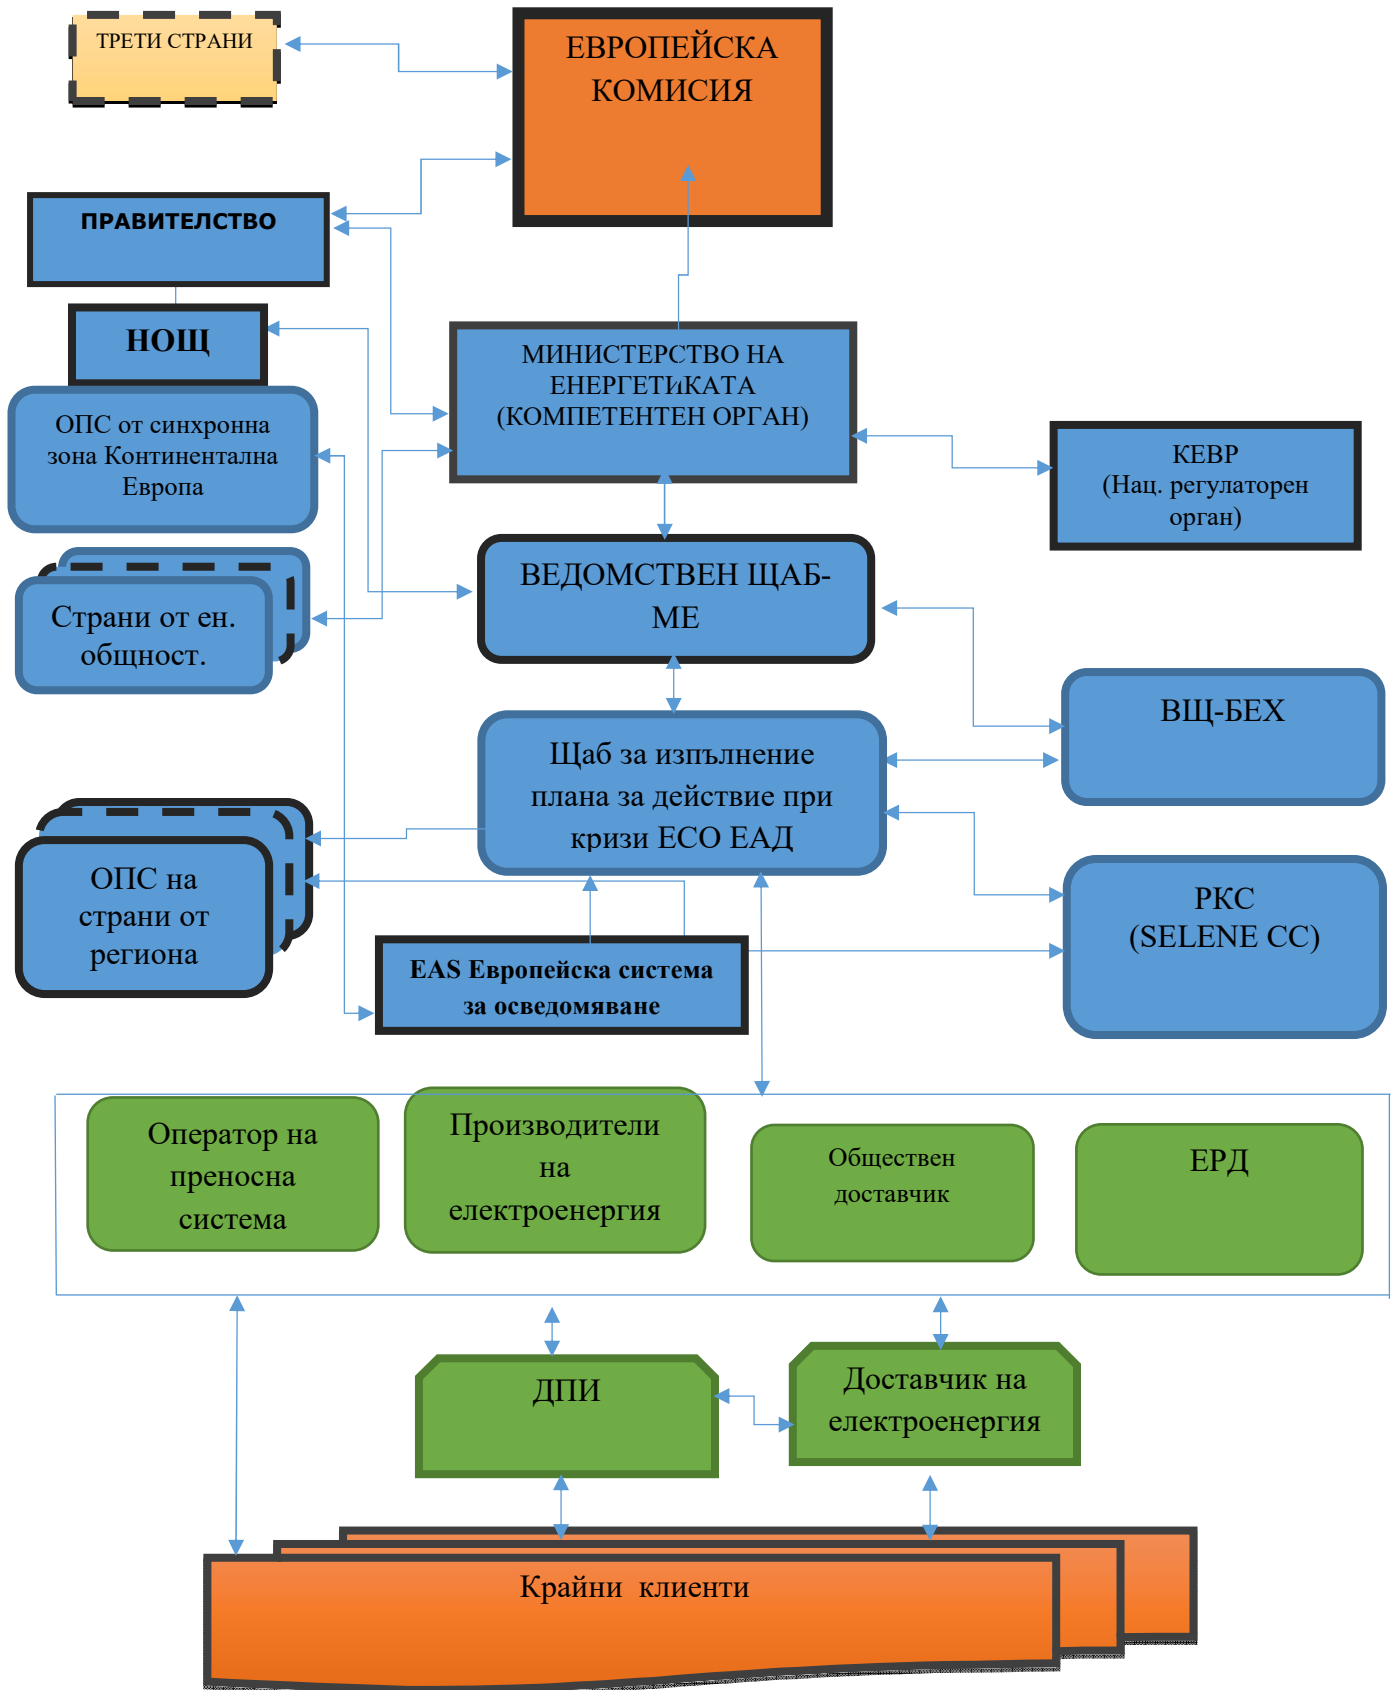 ТРЕТИ СТРАНИ
ЕВРОПЕЙСКА
КОМИСИЯ
ПРАВИТЕЛСТВО
НОЩ
МИНИСТЕРСТВО НА
ЕНЕРГЕТИКАТА
(КОМПЕТЕНТЕН ОРГАН)
ОПС от синхронна
зона Континентална
Европа
КЕВР
(Нац. регулаторен
орган)
ВЕДОМСТВЕН ЩАБ-
МЕ
Страни от ен.
общност.
ВЩ-БЕХ
Щаб за изпълнение
плана за действие при
кризи ЕСО ЕАД
ОПС на
страни от
региона
РКС
(SELENE CC)
EAS Европейска система
за осведомяване
Оператор на
преносна
система
Производители
на
електроенергия
Обществен
доставчик
ЕРД
ДПИ
Доставчик на
електроенергия
Крайни  клиенти